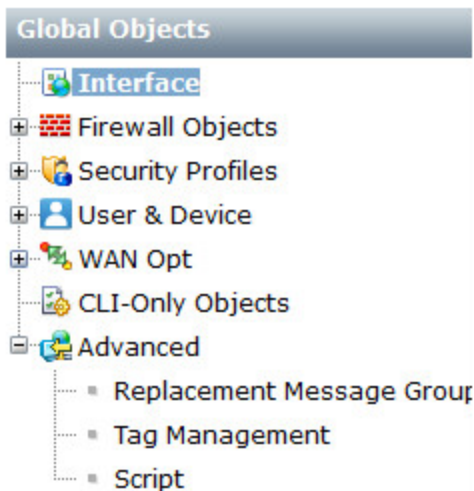 Global Objects
Interface
Firewall Objects
Security Profiles
User & Device
WAN Opt
CLI-Only Objects
Advanced
Replacement Message Group
Tag Management
Script